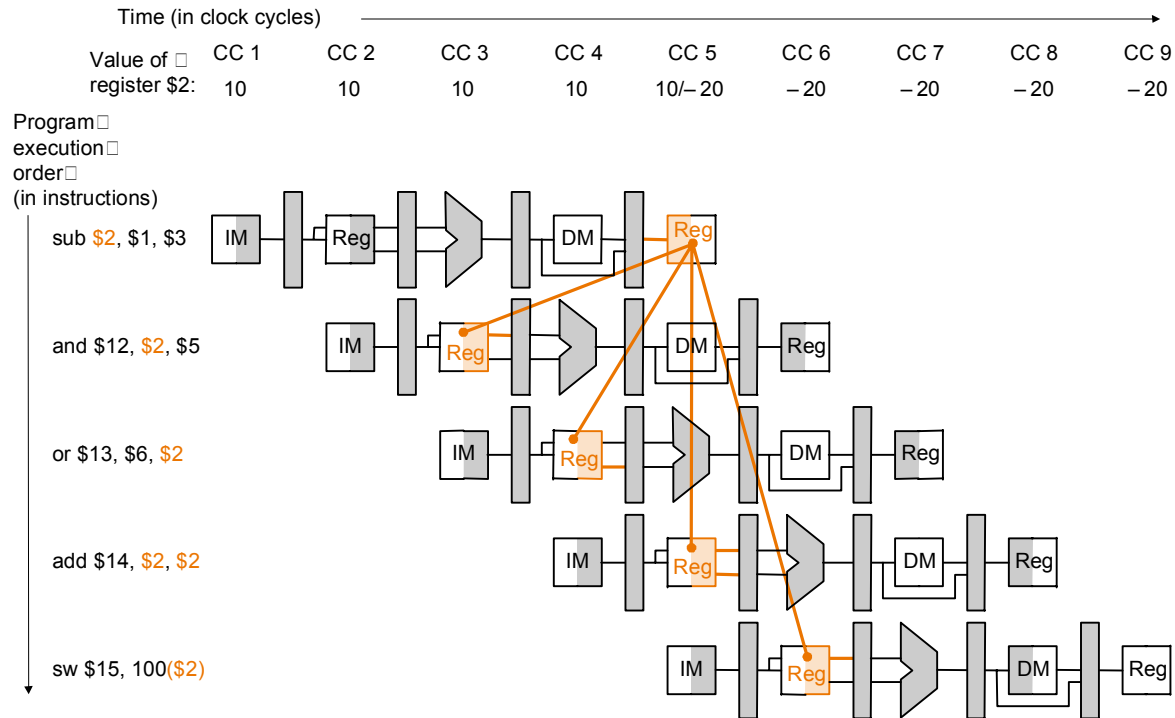 Time (in clock cycles)
CC 1 CC 2 CC 3 CC 4 CC 5 CC 6 CC 7 CC 8 CC 9
Value of □
register $2: 10 10 10 10 10/– 20 – 20 – 20 – 20 – 20
Program□
execution□
order□
(in instructions)
sub $2, $1, $3 IM Reg DM Reg
and $12, $2, $5 IM Reg DM Reg
or $13, $6, $2 IM Reg DM Reg
add $14, $2, $2 IM Reg DM Reg
sw $15, 100($2) IM Reg DM Reg